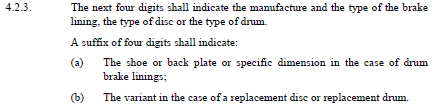 4.2.3. The next four digits shall indicate the manufacture and the type of the brake
lining, the type of disc or the type of drum.
A suffix of four digits shall indicate:
(a) The shoe or back plate or specific dimension in the case of drum
brake linings;
(b) The variant in the case of a replacement disc or replacement drum.